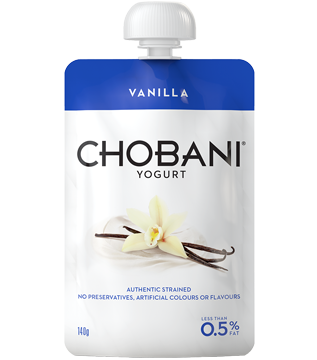 VANILLA
CHOBANI®
YOGURT
AUTHENTIC STRAINED
NO PRESERVATIVES, ARTIFICIAL COLOURS OR FLAVOURS
LESS THAN
0.5% FAT
140g